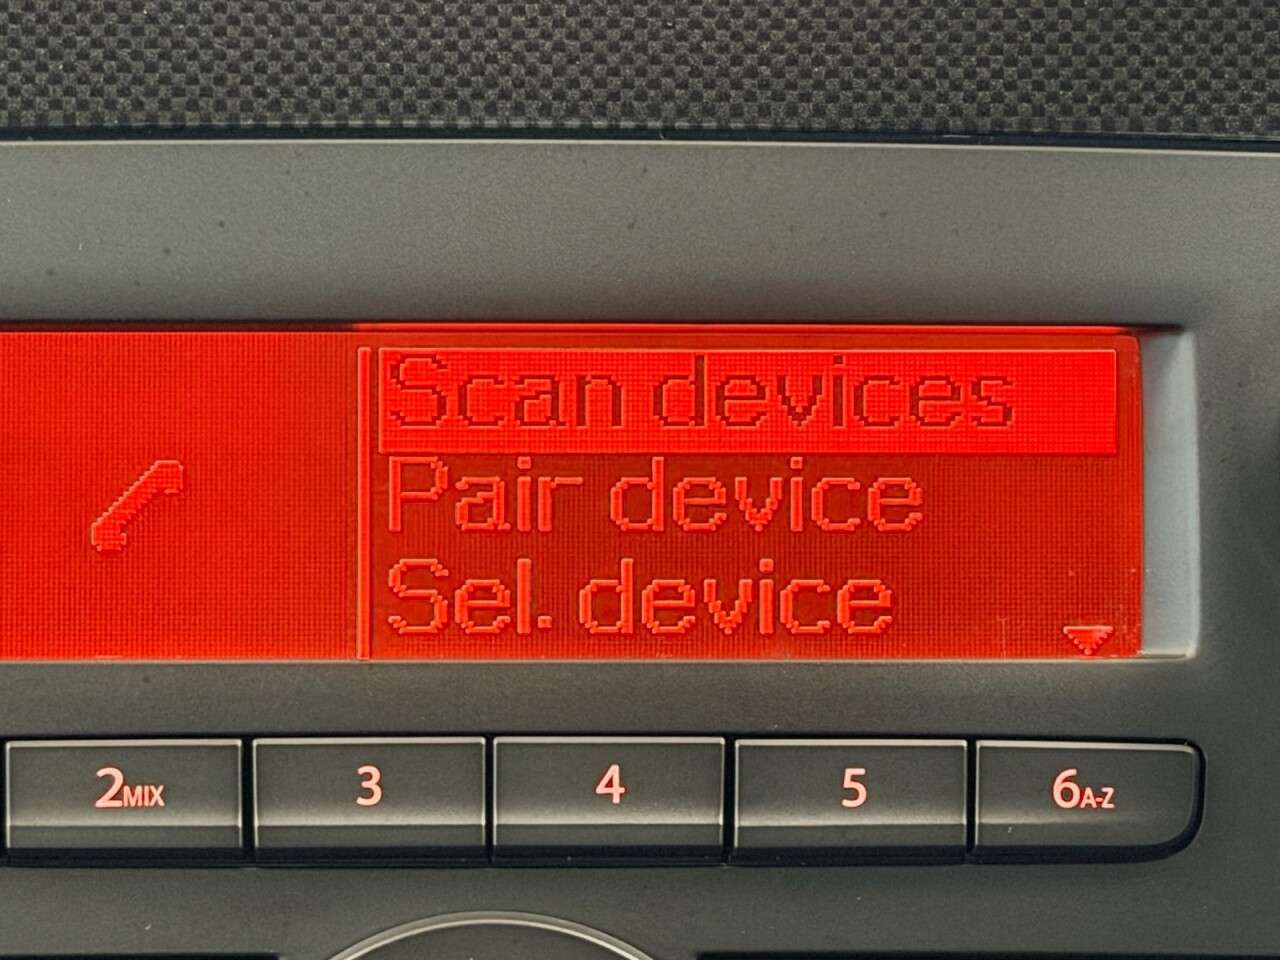 Scan devices
Pair device
Sel. device
2MIX
3
4
5
6A-Z